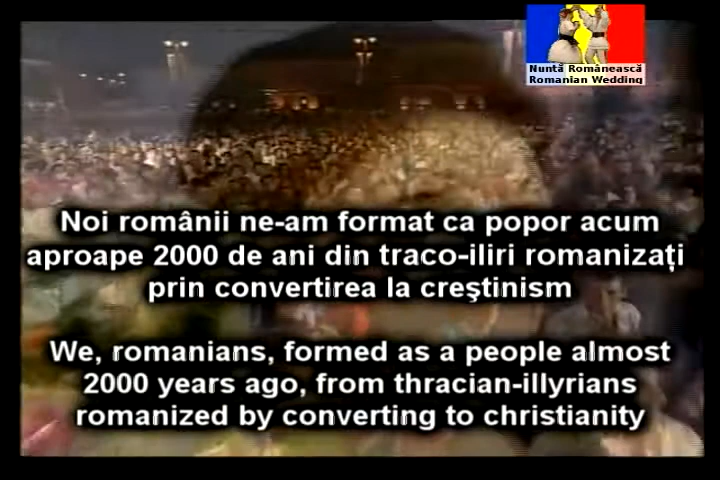 Nuntă Românească
Romanian Wedding
Noi românii ne-am format ca popor acum
aproape 2000 de ani din traco-iliri romanizaţi
prin convertirea la creştinism
We, romanians, formed as a people almost
2000 years ago, from thracian-illyrians
romanized by converting to christianity